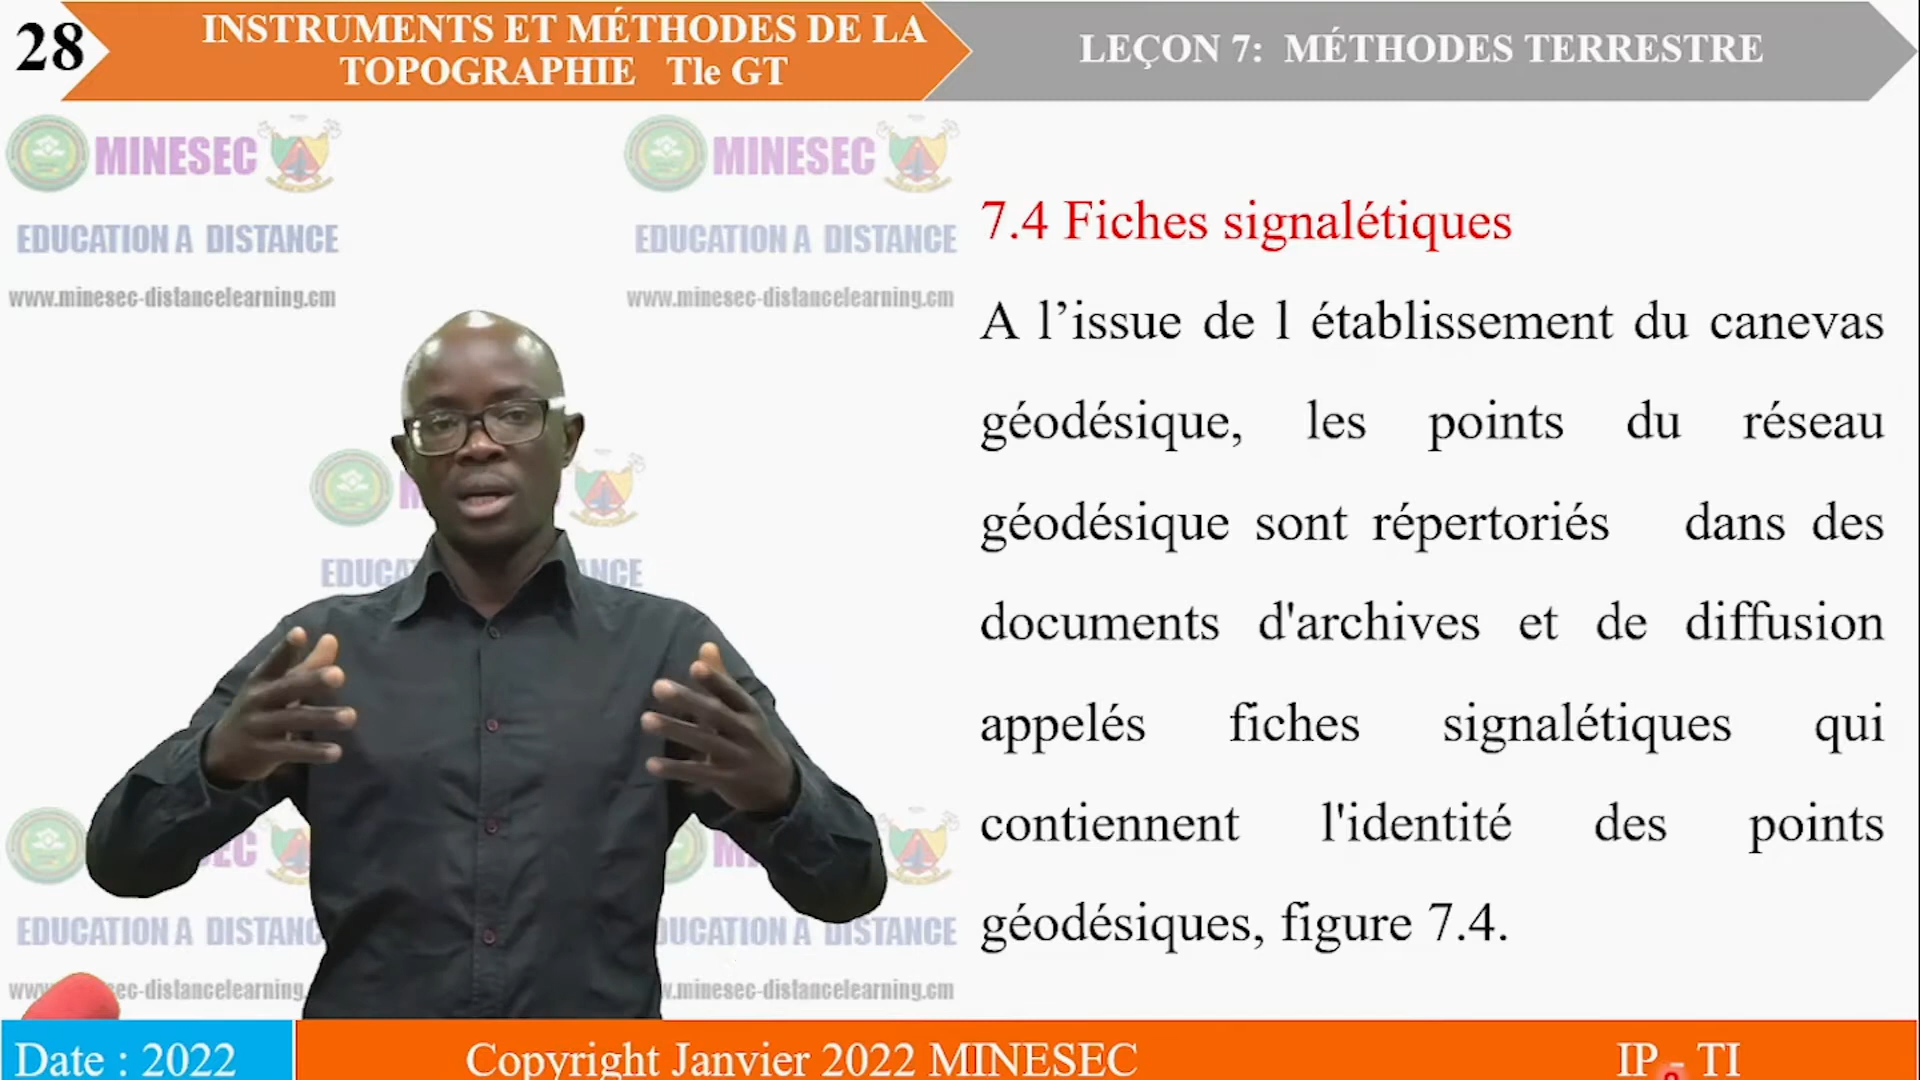 28
INSTRUMENTS ET MÉTHODES DE LA
TOPOGRAPHIE Tle GT
LEÇON 7: MÉTHODES TERRESTRE
MINESEC
EDUCATION A DISTANCE
www.minesec-distancelearning.cm
MINESEC
EDUCATION A DISTANCE
www.minesec-distancelearning.cm
7.4 Fiches signalétiques
A l’issue de l établissement du canevas
géodésique, les points du réseau
géodésique sont répertoriés dans des
documents d'archives et de diffusion
appelés fiches signalétiques qui
contiennent l'identité des points
géodésiques, figure 7.4.
Date : 2022
Copyright Janvier 2022 MINESEC
IP - TI